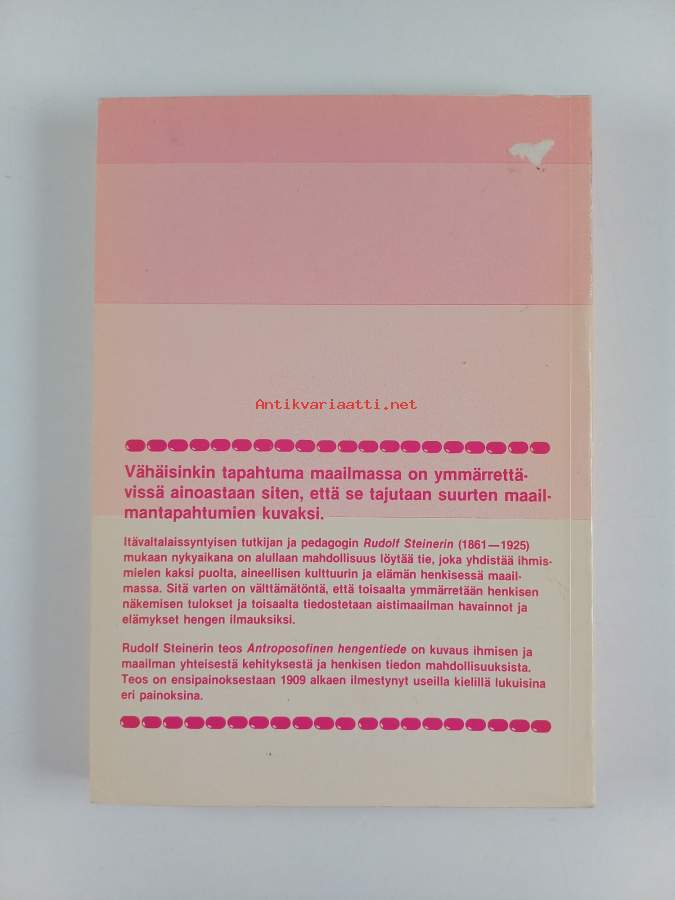 Antikvariaatti.net
Vähäisinkin tapahtuma maailmassa on ymmärrettä-
vissä ainoastaan siten, että se tajutaan suurten maail-
mantapahtumien kuvaksi.
Itävaltalaissyntyisen tutkijan ja pedagogin Rudolf Steinerin (1861—1925)
mukaan nykyaikana on alullaan mahdollisuus löytää tie, joka yhdistää ihmis-
mielen kaksi puolta, aineellisen kulttuurin ja elämän henkisessä maail-
massa. Sitä varten on välttämätöntä, että toisaalta ymmärretään henkisen
näkemisen tulokset ja toisaalta tiedostetaan aistimaailman havainnot ja
elämykset hengen ilmauksiksi.
Rudolf Steinerin teos Antroposofinen hengentiede on kuvaus ihmisen ja
maailman yhteisestä kehityksestä ja henkisen tiedon mahdollisuuksista.
Teos on ensipainoksestaan 1909 alkaen ilmestynyt useilla kielillä lukuisina
eri painoksina.